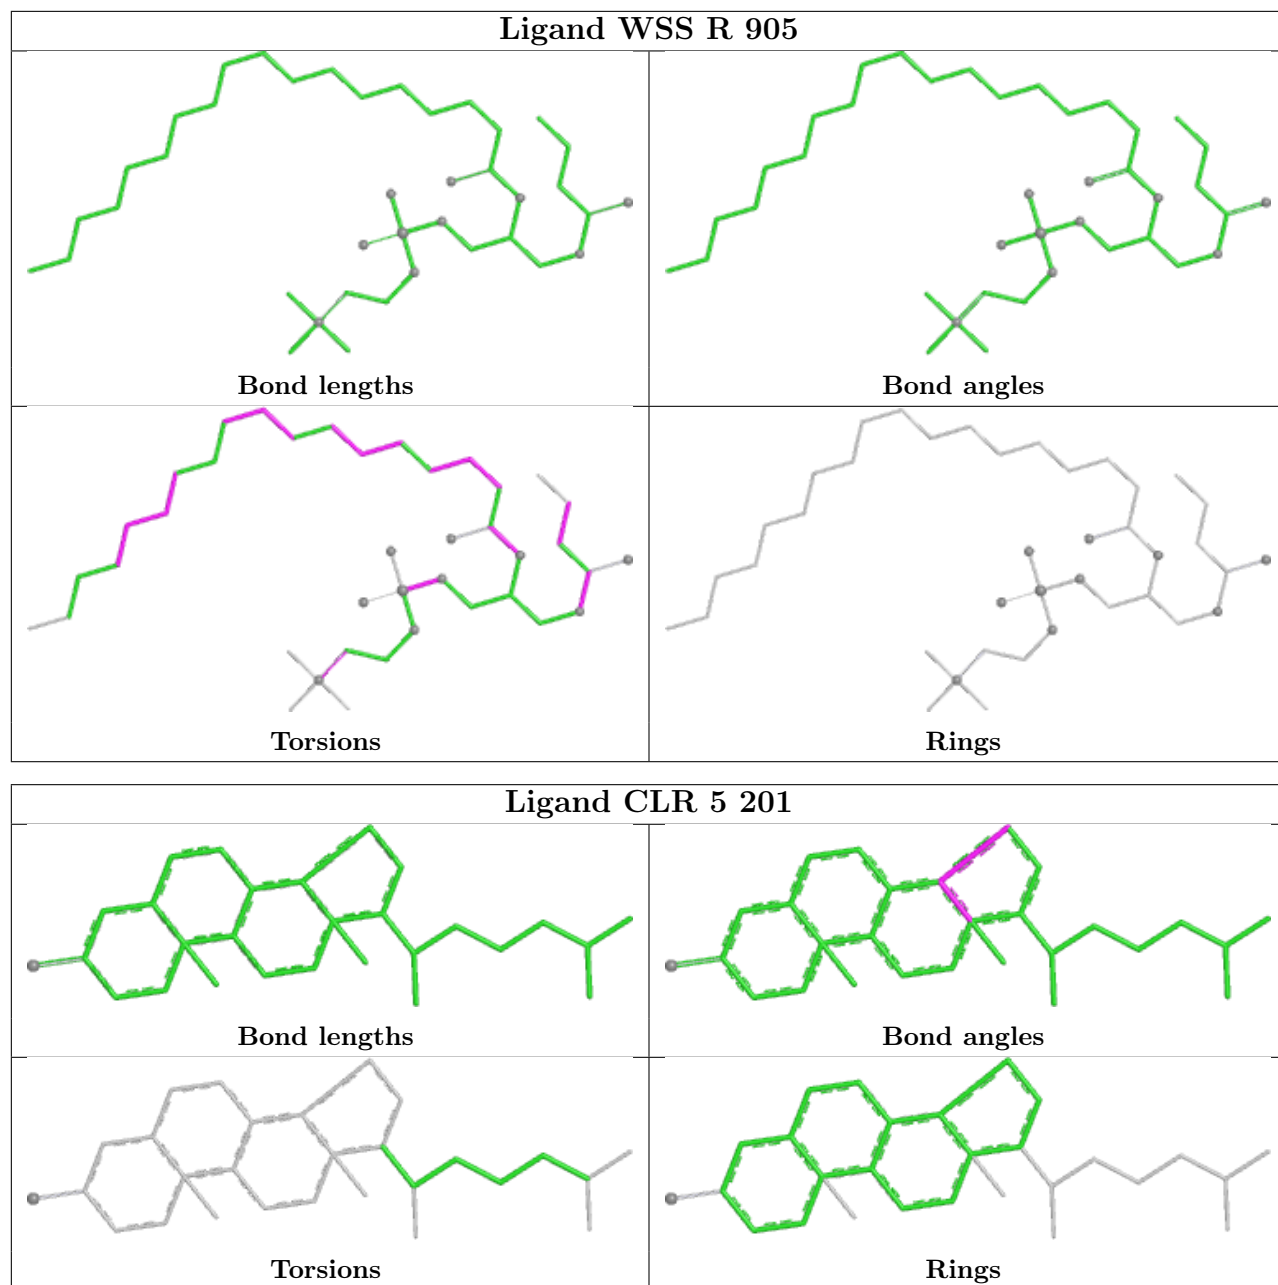 Ligand WSS R 905
Bond lengths
Bond angles
Torsions
Rings
Ligand CLR 5 201
Bond lengths
Bond angles
Torsions
Rings